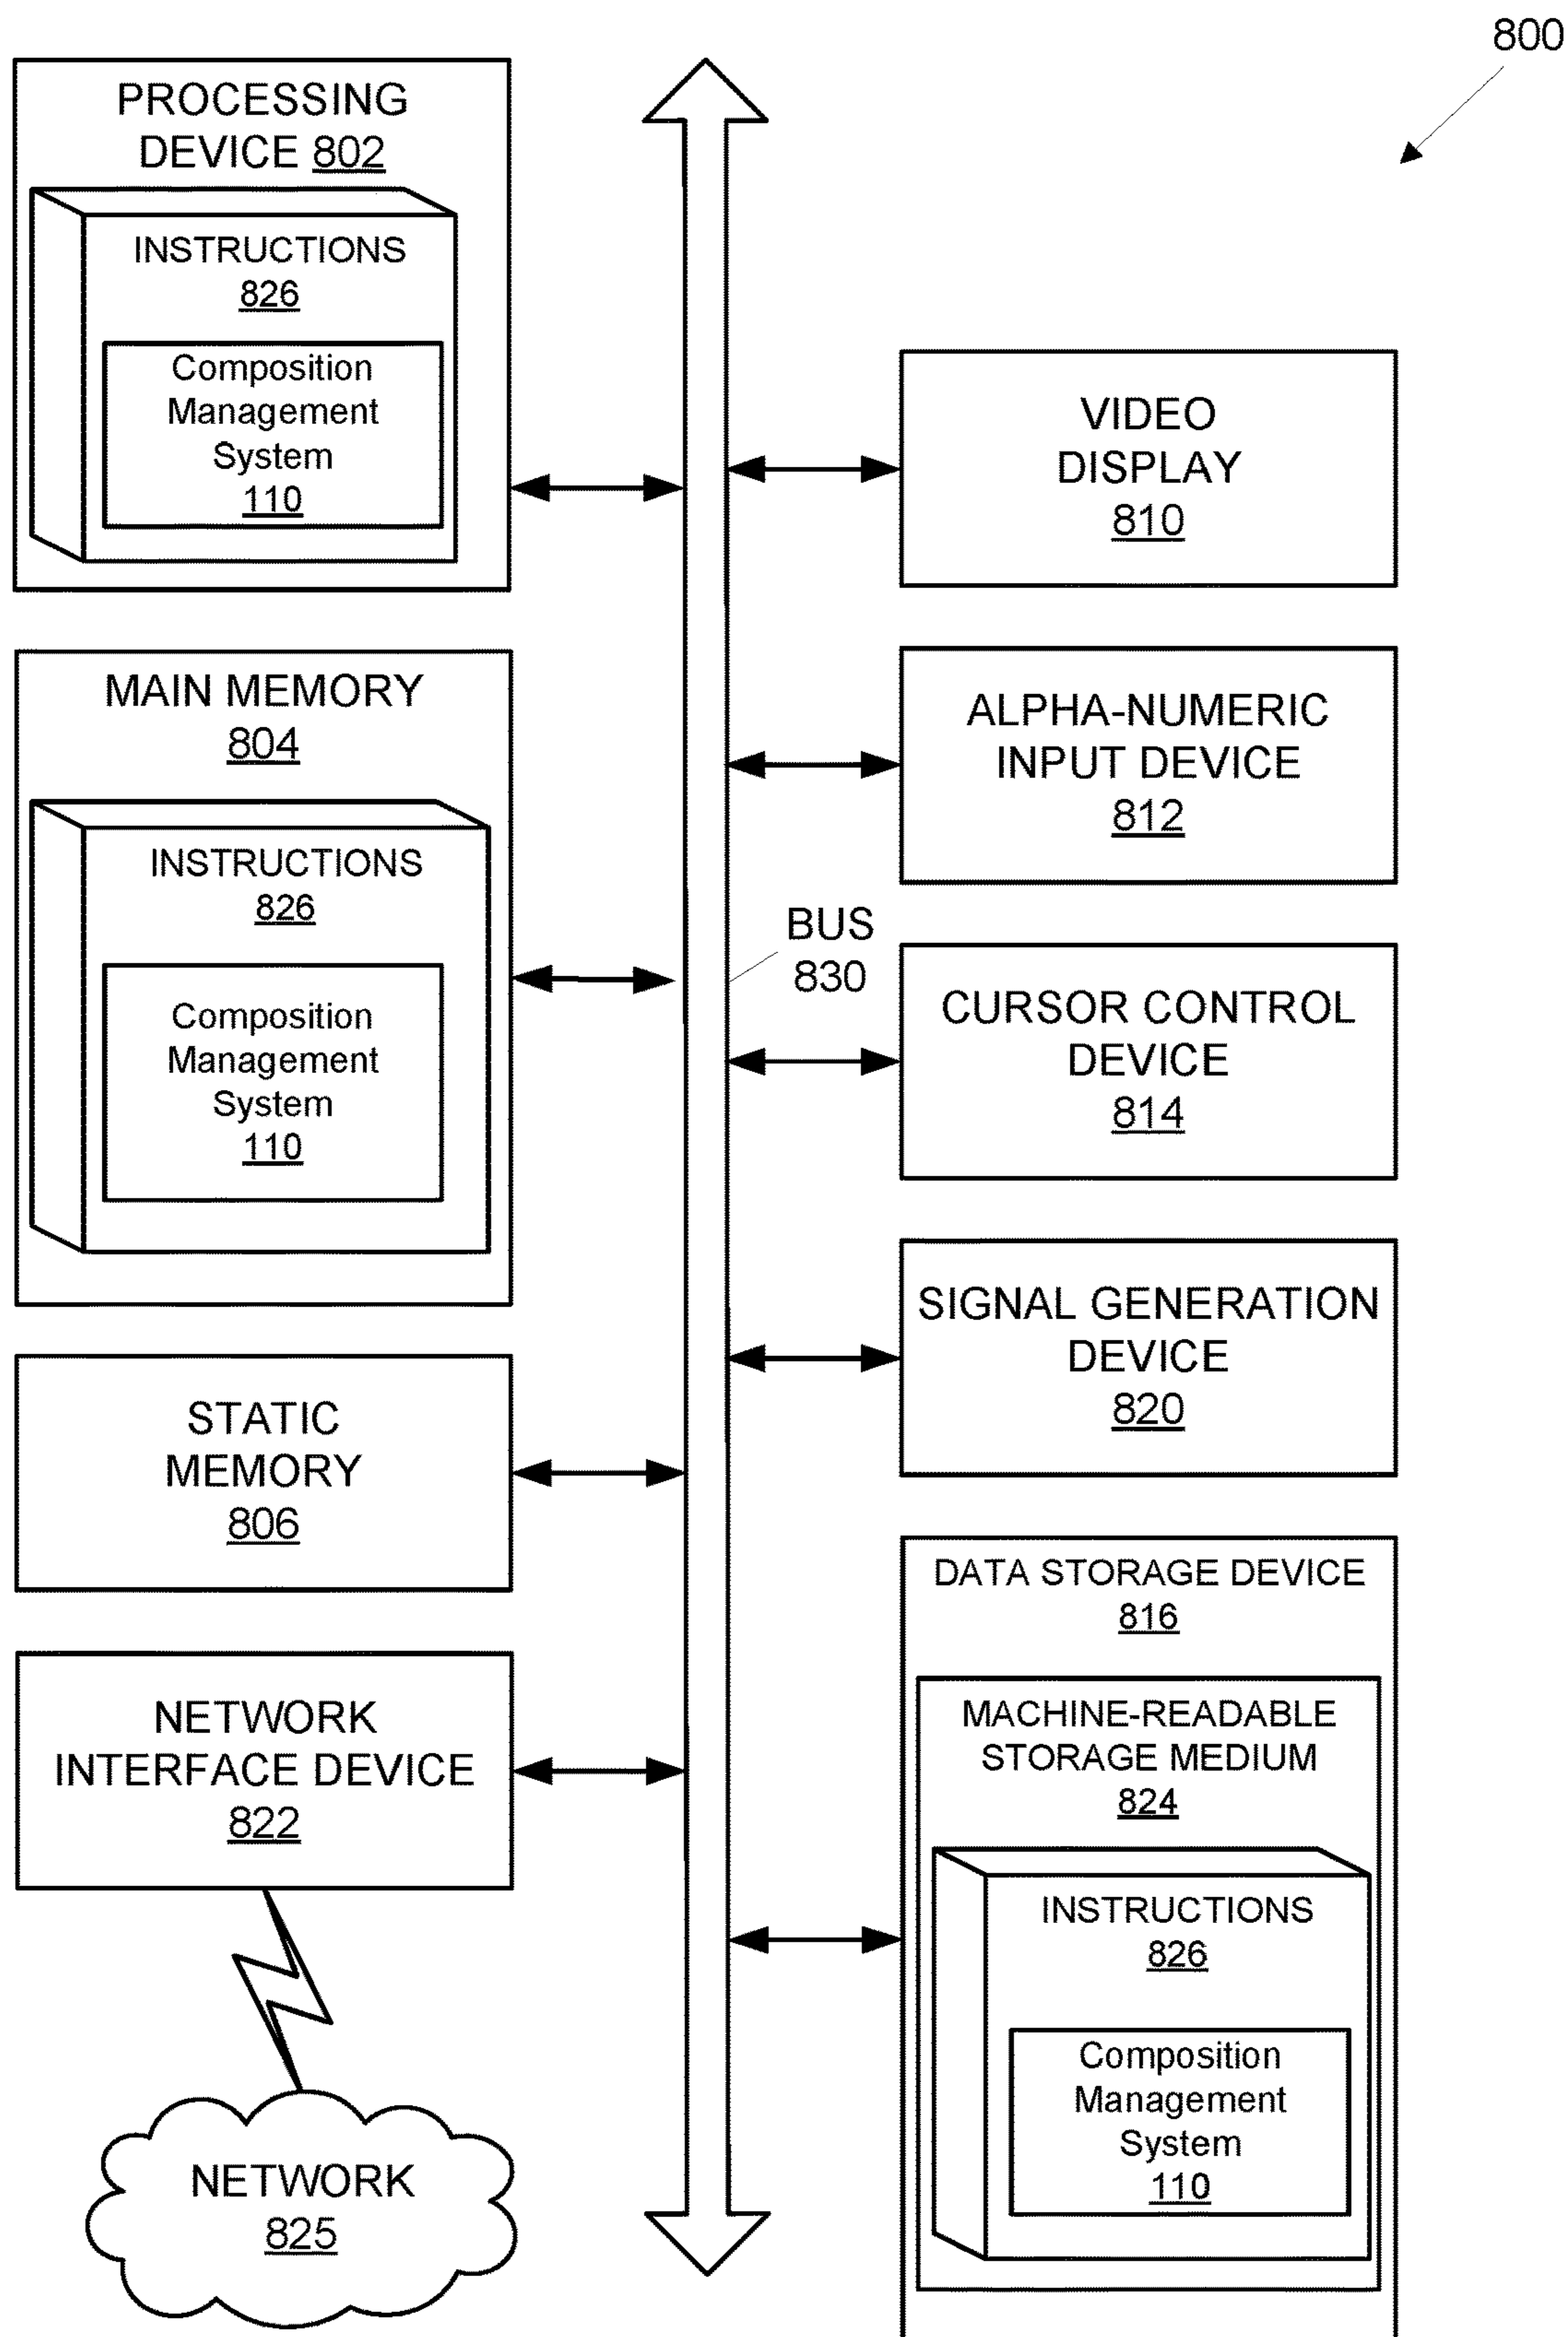 800
PROCESSING
DEVICE 802
INSTRUCTIONS
826
Composition
Management
System
110
MAIN MEMORY
804
INSTRUCTIONS
826
Composition
Management
System
110
STATIC
MEMORY
806
NETWORK
INTERFACE DEVICE
822
NETWORK
825
BUS
830
VIDEO
DISPLAY
810
ALPHA-NUMERIC
INPUT DEVICE
812
CURSOR CONTROL
DEVICE
814
SIGNAL GENERATION
DEVICE
820
DATA STORAGE DEVICE
816
MACHINE-READABLE
STORAGE MEDIUM
824
INSTRUCTIONS
826
Composition
Management
System
110